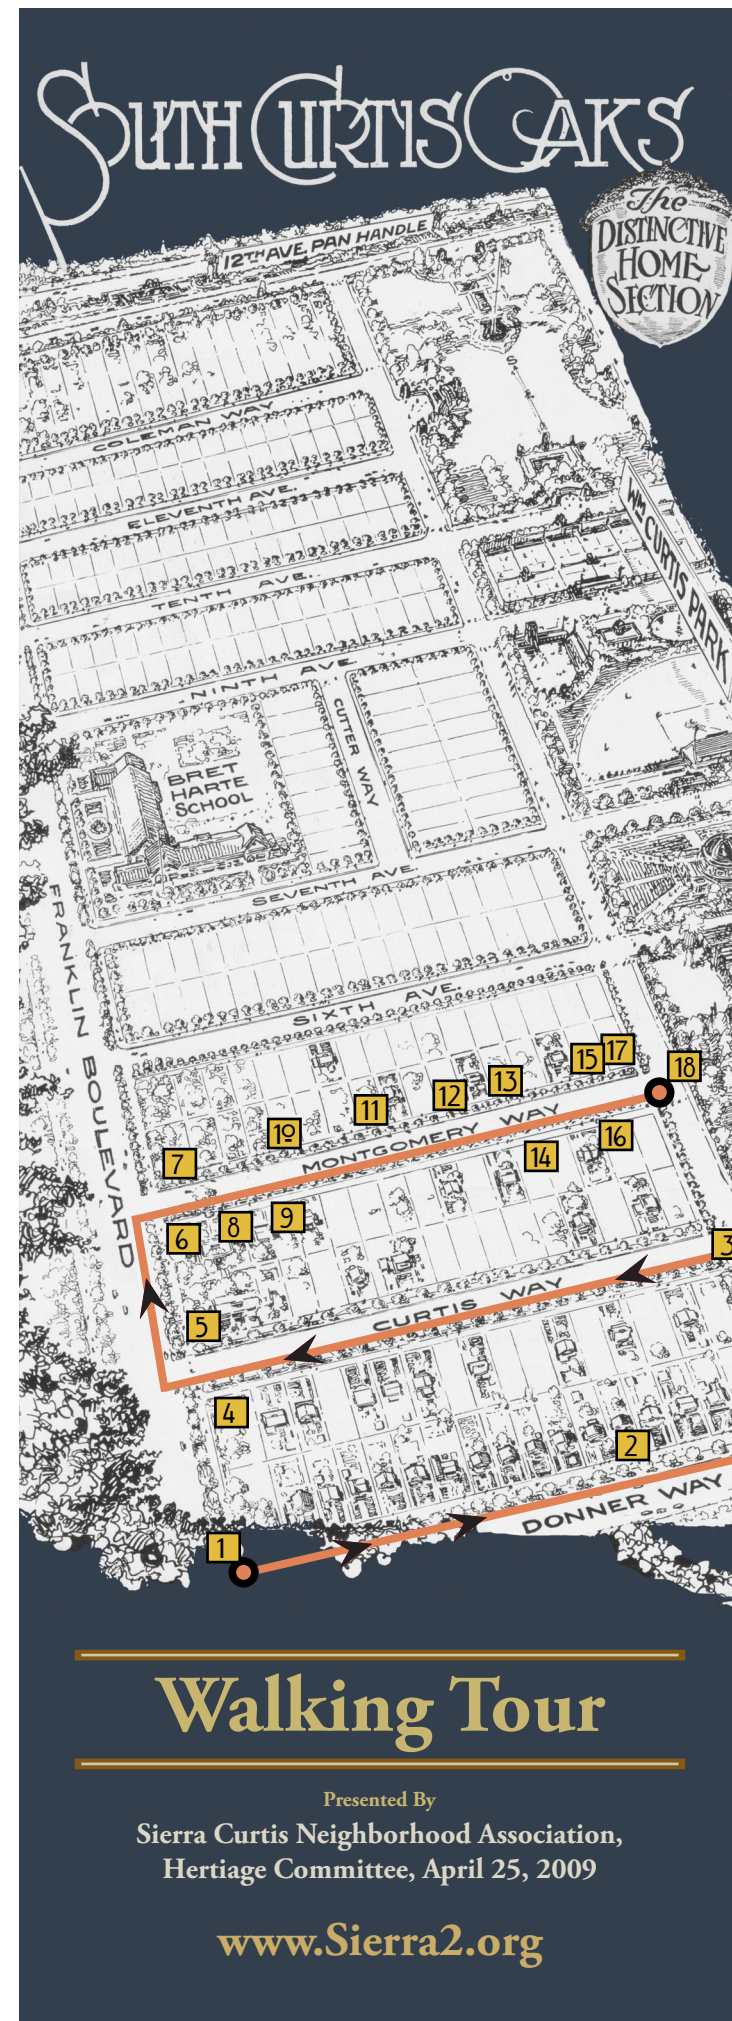 SOUTH CURTIS OAKS
The
DISTINCTIVE
HOME
SECTION
12TH AVE. PAN HANDLE
COLEMAN WAY
ELEVENTH AVE.
WM CURTIS PARK
TENTH AVE.
NINTH AVE.
CUTTER WAY
BRET
HARTE
SCHOOL
SEVENTH AVE.
FRANKLIN BOULEVARD
SIXTH AVE.
17
15
18
13
12
11
10
MONTGOMERY WAY
16
14
7
9
8
6
3
CURTIS WAY
5
4
2
DONNER WAY
1
Walking Tour
Presented By
Sierra Curtis Neighborhood Association,
Hertiage Committee, April 25, 2009
www.Sierra2.org